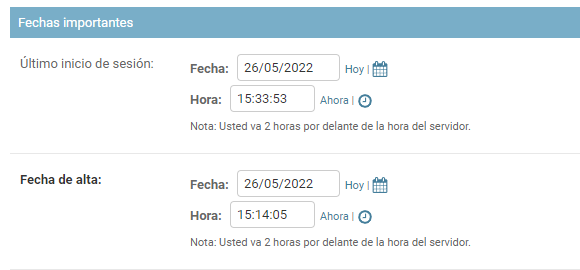 Fechas importantes
Último inicio de sesión: Fecha: 26/05/2022 Hoy |
Hora: 15:33:53 Ahora |
Nota: Usted va 2 horas por delante de la hora del servidor.
Fecha de alta: Fecha: 26/05/2022 Hoy |
Hora: 15:14:05 Ahora |
Nota: Usted va 2 horas por delante de la hora del servidor.